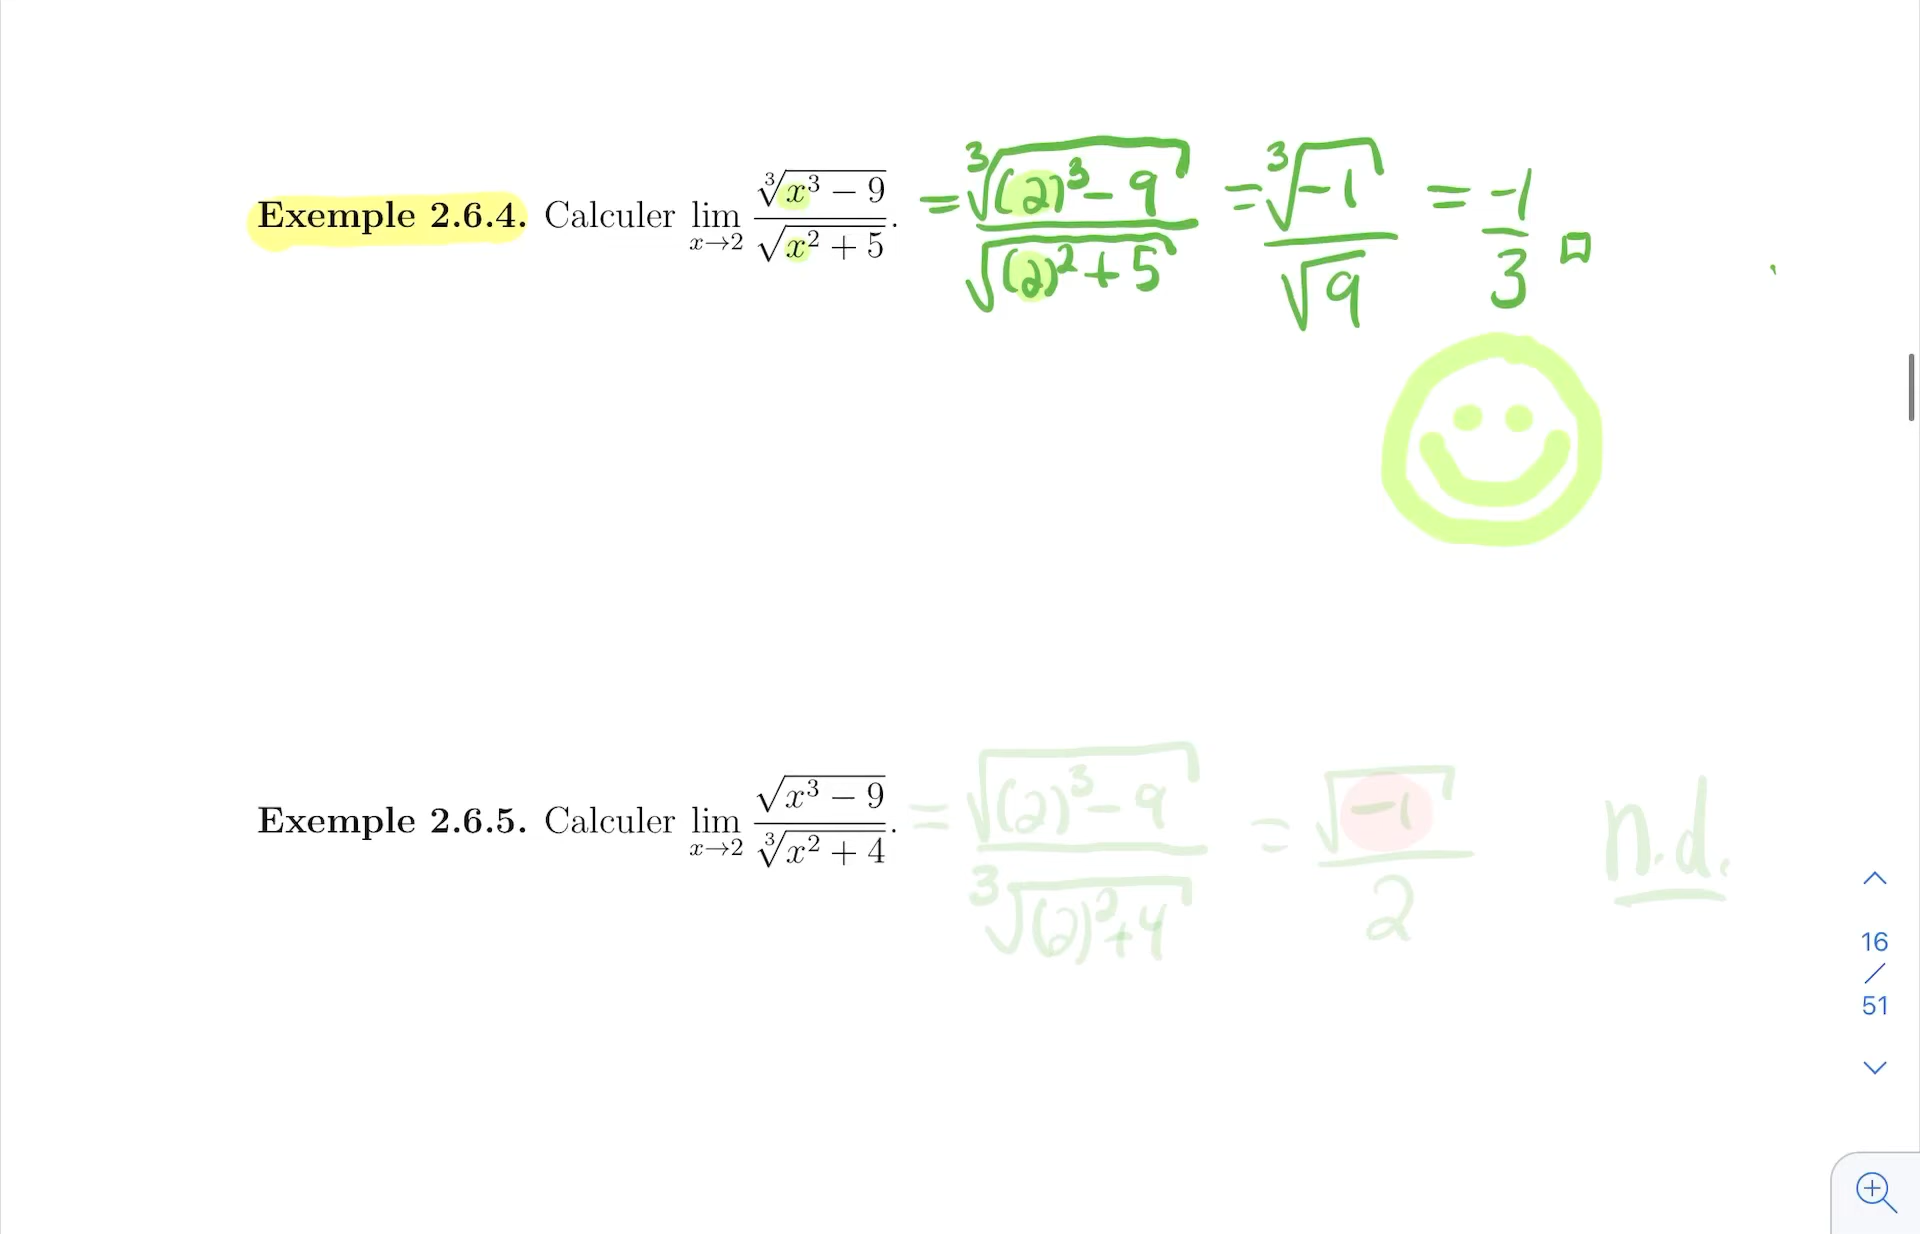 Exemple 2.6.4. Calculer lim x→2 ∛(x³ − 9) / √(x² + 5). = ∛((2)³ − 9) / √((2)² + 5) = ∛(−1) / √9 = −1 / 3 □
Exemple 2.6.5. Calculer lim x→2 √(x³ − 9) / ∛(x² + 4). = √((2)³ − 9) / ∛((2)² + 4) = √(−1) / 2 n.d.
16
/
51